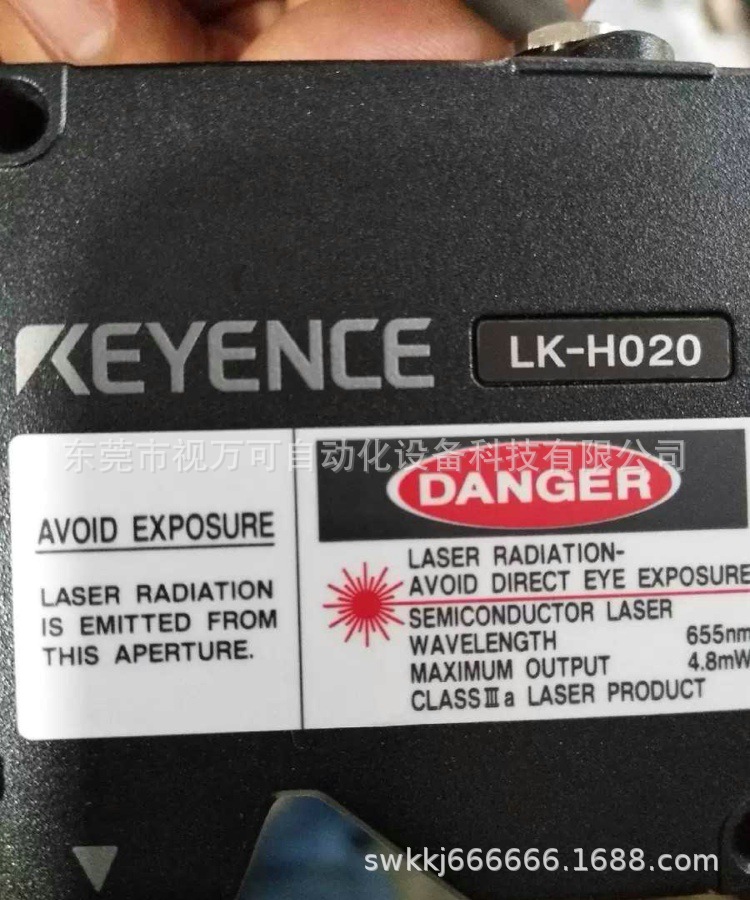 KEYENCE
LK-H020
东莞市视万可自动化设备科技有限公司
DANGER
AVOID EXPOSURE
LASER RADIATION
IS EMITTED FROM
THIS APERTURE.
LASER RADIATION-
AVOID DIRECT EYE EXPOSURE
SEMICONDUCTOR LASER
WAVELENGTH 655nm
MAXIMUM OUTPUT 4.8mW
CLASSⅢa LASER PRODUCT
swkkj666666.1688.com